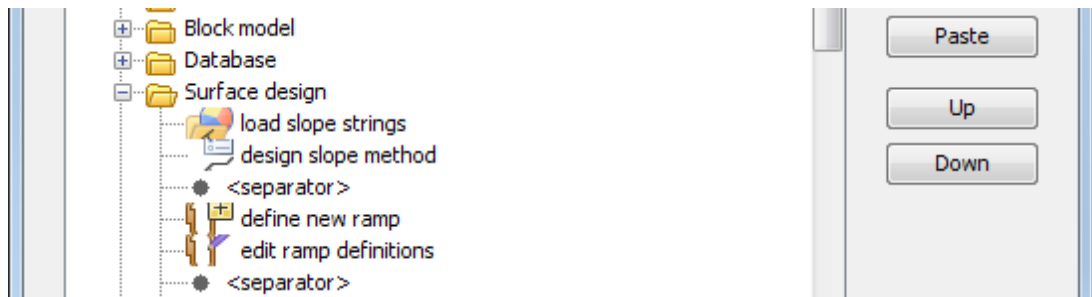 Block model
Paste
Database
Surface design
Up
load slope strings
design slope method
Down
<separator>
define new ramp
edit ramp definitions
<separator>